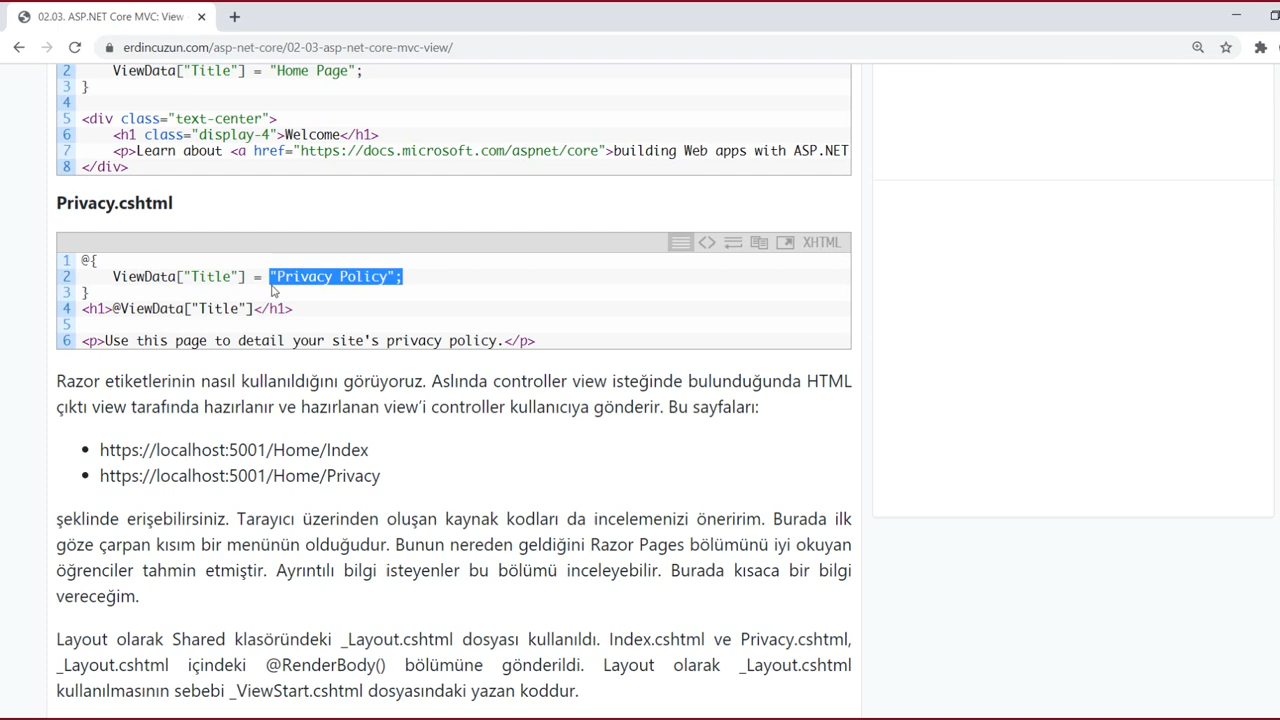 02.03. ASP.NET Core MVC: View
erdincuzun.com/asp-net-core/02-03-asp-net-core-mvc-view/
2 ViewData["Title"] = "Home Page";
3 }
4
5 <div class="text-center">
6 <h1 class="display-4">Welcome</h1>
7 <p>Learn about <a href="https://docs.microsoft.com/aspnet/core">building Web apps with ASP.NET
8 </div>
Privacy.cshtml
XHTML
1 @{
2 ViewData["Title"] = "Privacy Policy";
3 }
4 <h1>@ViewData["Title"]</h1>
5
6 <p>Use this page to detail your site's privacy policy.</p>
Razor etiketlerinin nasıl kullanıldığını görüyoruz. Aslında controller view isteğinde bulunduğunda HTML
çıktı view tarafında hazırlanır ve hazırlanan view’i controller kullanıcıya gönderir. Bu sayfaları:
• https://localhost:5001/Home/Index
• https://localhost:5001/Home/Privacy
şeklinde erişebilirsiniz. Tarayıcı üzerinden oluşan kaynak kodları da incelemenizi öneririm. Burada ilk
göze çarpan kısım bir menünün olduğudur. Bunun nereden geldiğini Razor Pages bölümünü iyi okuyan
öğrenciler tahmin etmiştir. Ayrıntılı bilgi isteyenler bu bölümü inceleyebilir. Burada kısaca bir bilgi
vereceğim.
Layout olarak Shared klasöründeki _Layout.cshtml dosyası kullanıldı. Index.cshtml ve Privacy.cshtml,
_Layout.cshtml içindeki @RenderBody() bölümüne gönderildi. Layout olarak _Layout.cshtml
kullanılmasının sebebi _ViewStart.cshtml dosyasındaki yazan koddur.